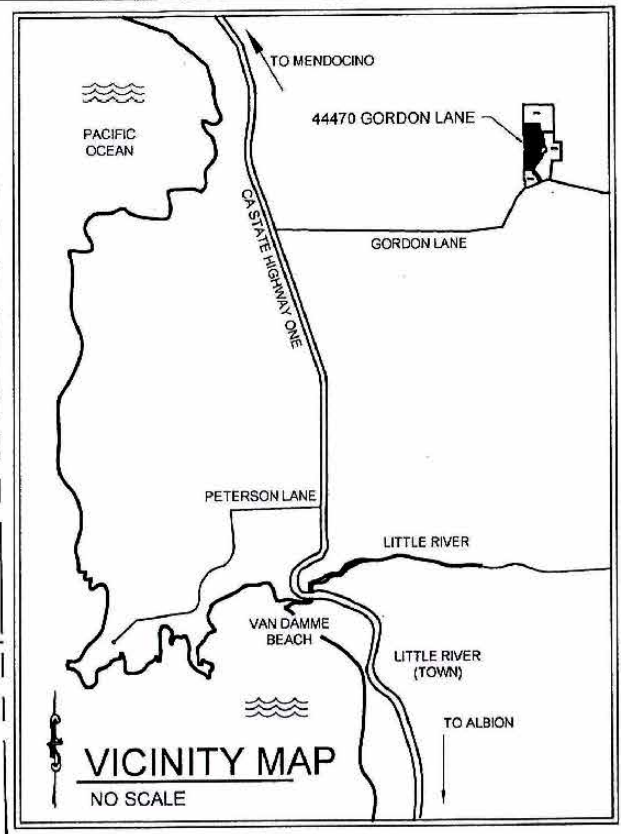 TO MENDOCINO
44470 GORDON LANE
PACIFIC
OCEAN
CA STATE HIGHWAY ONE
GORDON LANE
PETERSON LANE
LITTLE RIVER
VAN DAMME
BEACH
LITTLE RIVER
(TOWN)
TO ALBION
VICINITY MAP
NO SCALE